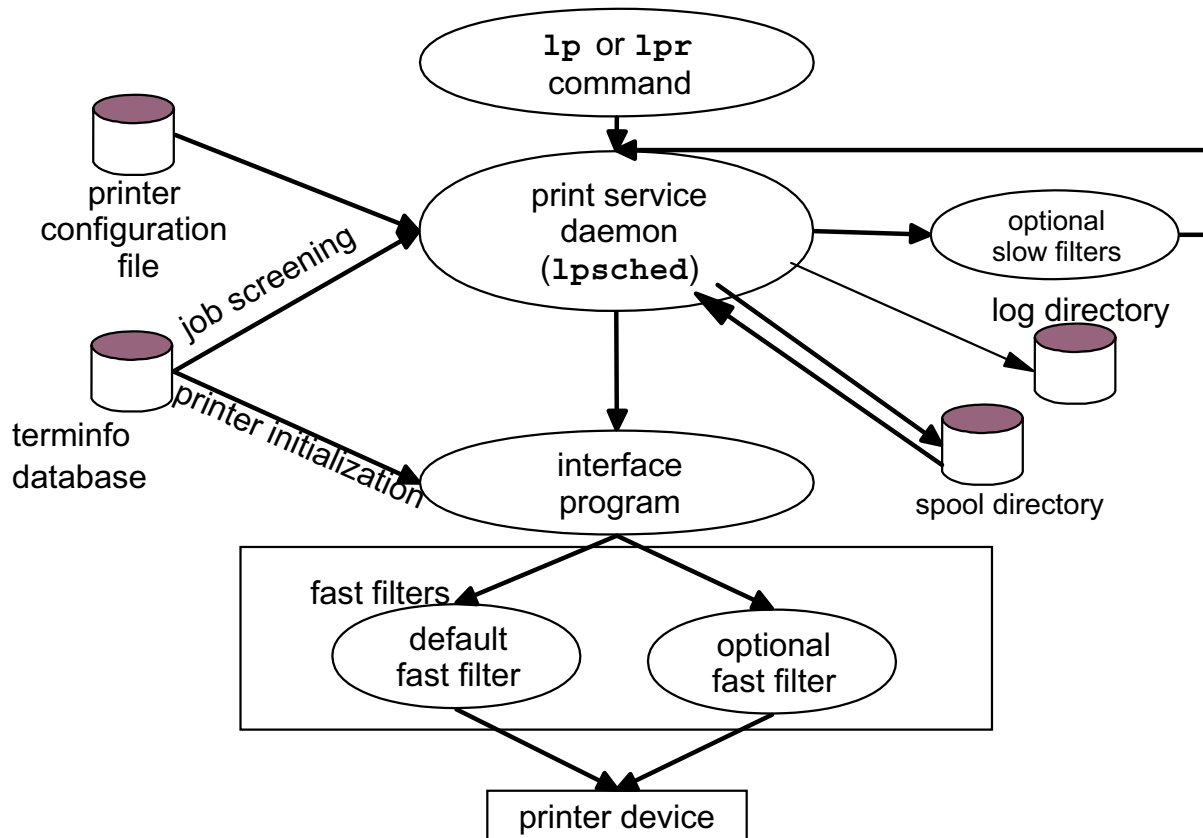 lp or lpr
command
printer
configuration
file
print service
daemon
(lpsched)
optional
slow filters
job screening
log directory
terminfo
database
printer initialization
interface
program
spool directory
fast filters
default
fast filter
optional
fast filter
printer device